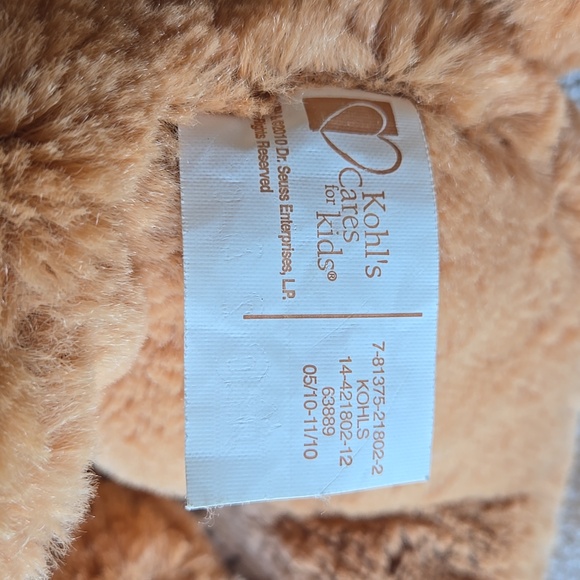 Kohl's
Cares
for kids®
©2010 Dr. Seuss Enterprises, L.P.
Rights Reserved
7-81375-21802-2
KOHLS
14-421802-12
63889
05/10-11/10